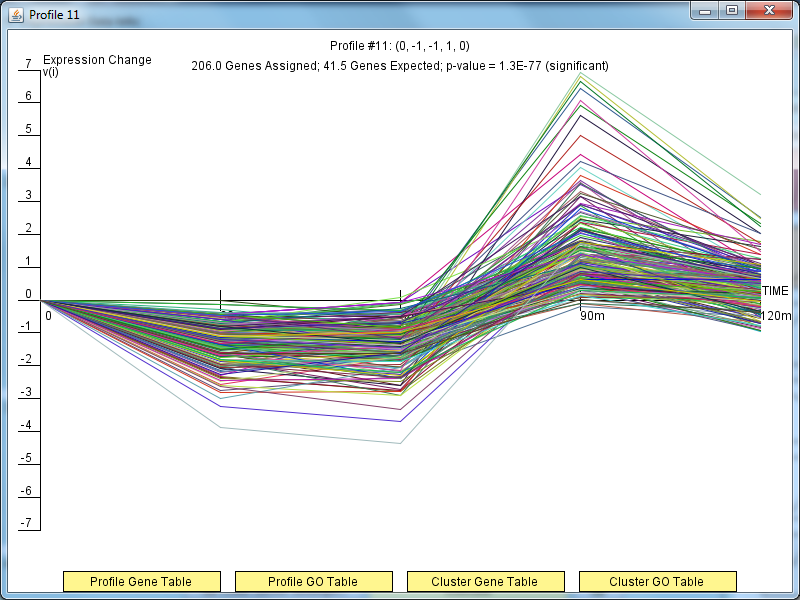 Profile 11
Profile #11: (0, -1, -1, 1, 0)
206.0 Genes Assigned; 41.5 Genes Expected; p-value = 1.3E-77 (significant)
Expression Change
v(i)
7
6
5
4
3
2
1
0
-1
-2
-3
-4
-5
-6
-7
TIME
0
90m
120m
Profile Gene Table
Profile GO Table
Cluster Gene Table
Cluster GO Table